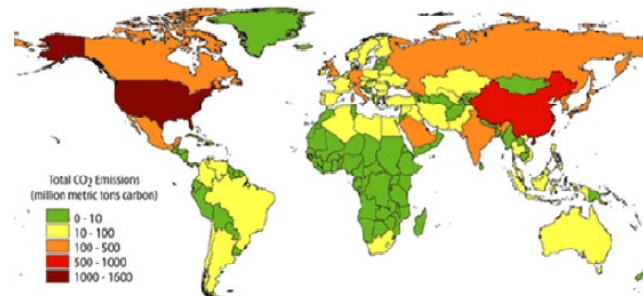 Total CO₂ Emissions
(million metric tons carbon)
0 - 10
10 - 100
100 - 500
500 - 1000
1000 - 1600